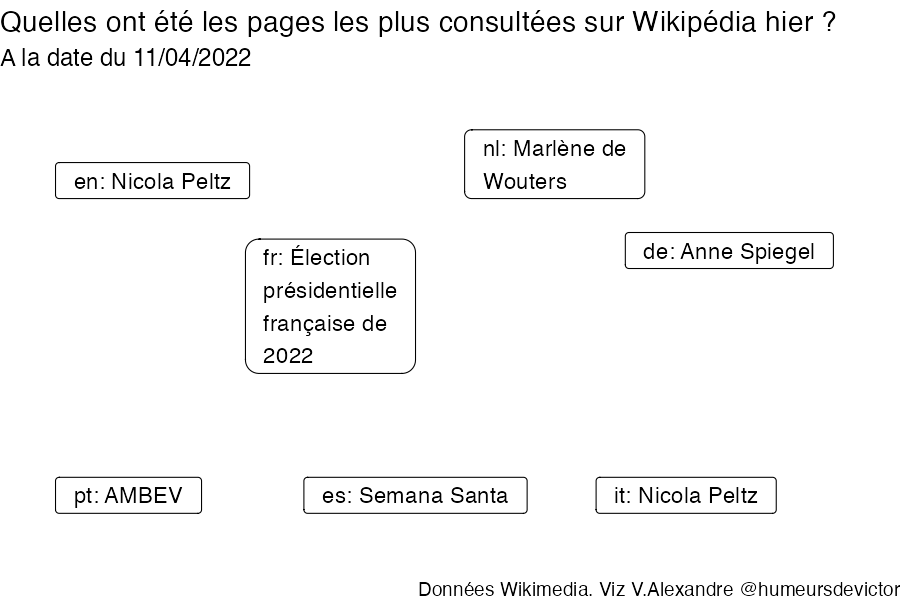 Quelles ont été les pages les plus consultées sur Wikipédia hier ?
A la date du 11/04/2022
en: Nicola Peltz
nl: Marlène de
Wouters
fr: Élection
présidentielle
française de
2022
de: Anne Spiegel
pt: AMBEV
es: Semana Santa
it: Nicola Peltz
Données Wikimedia. Viz V.Alexandre @humeursdevictor